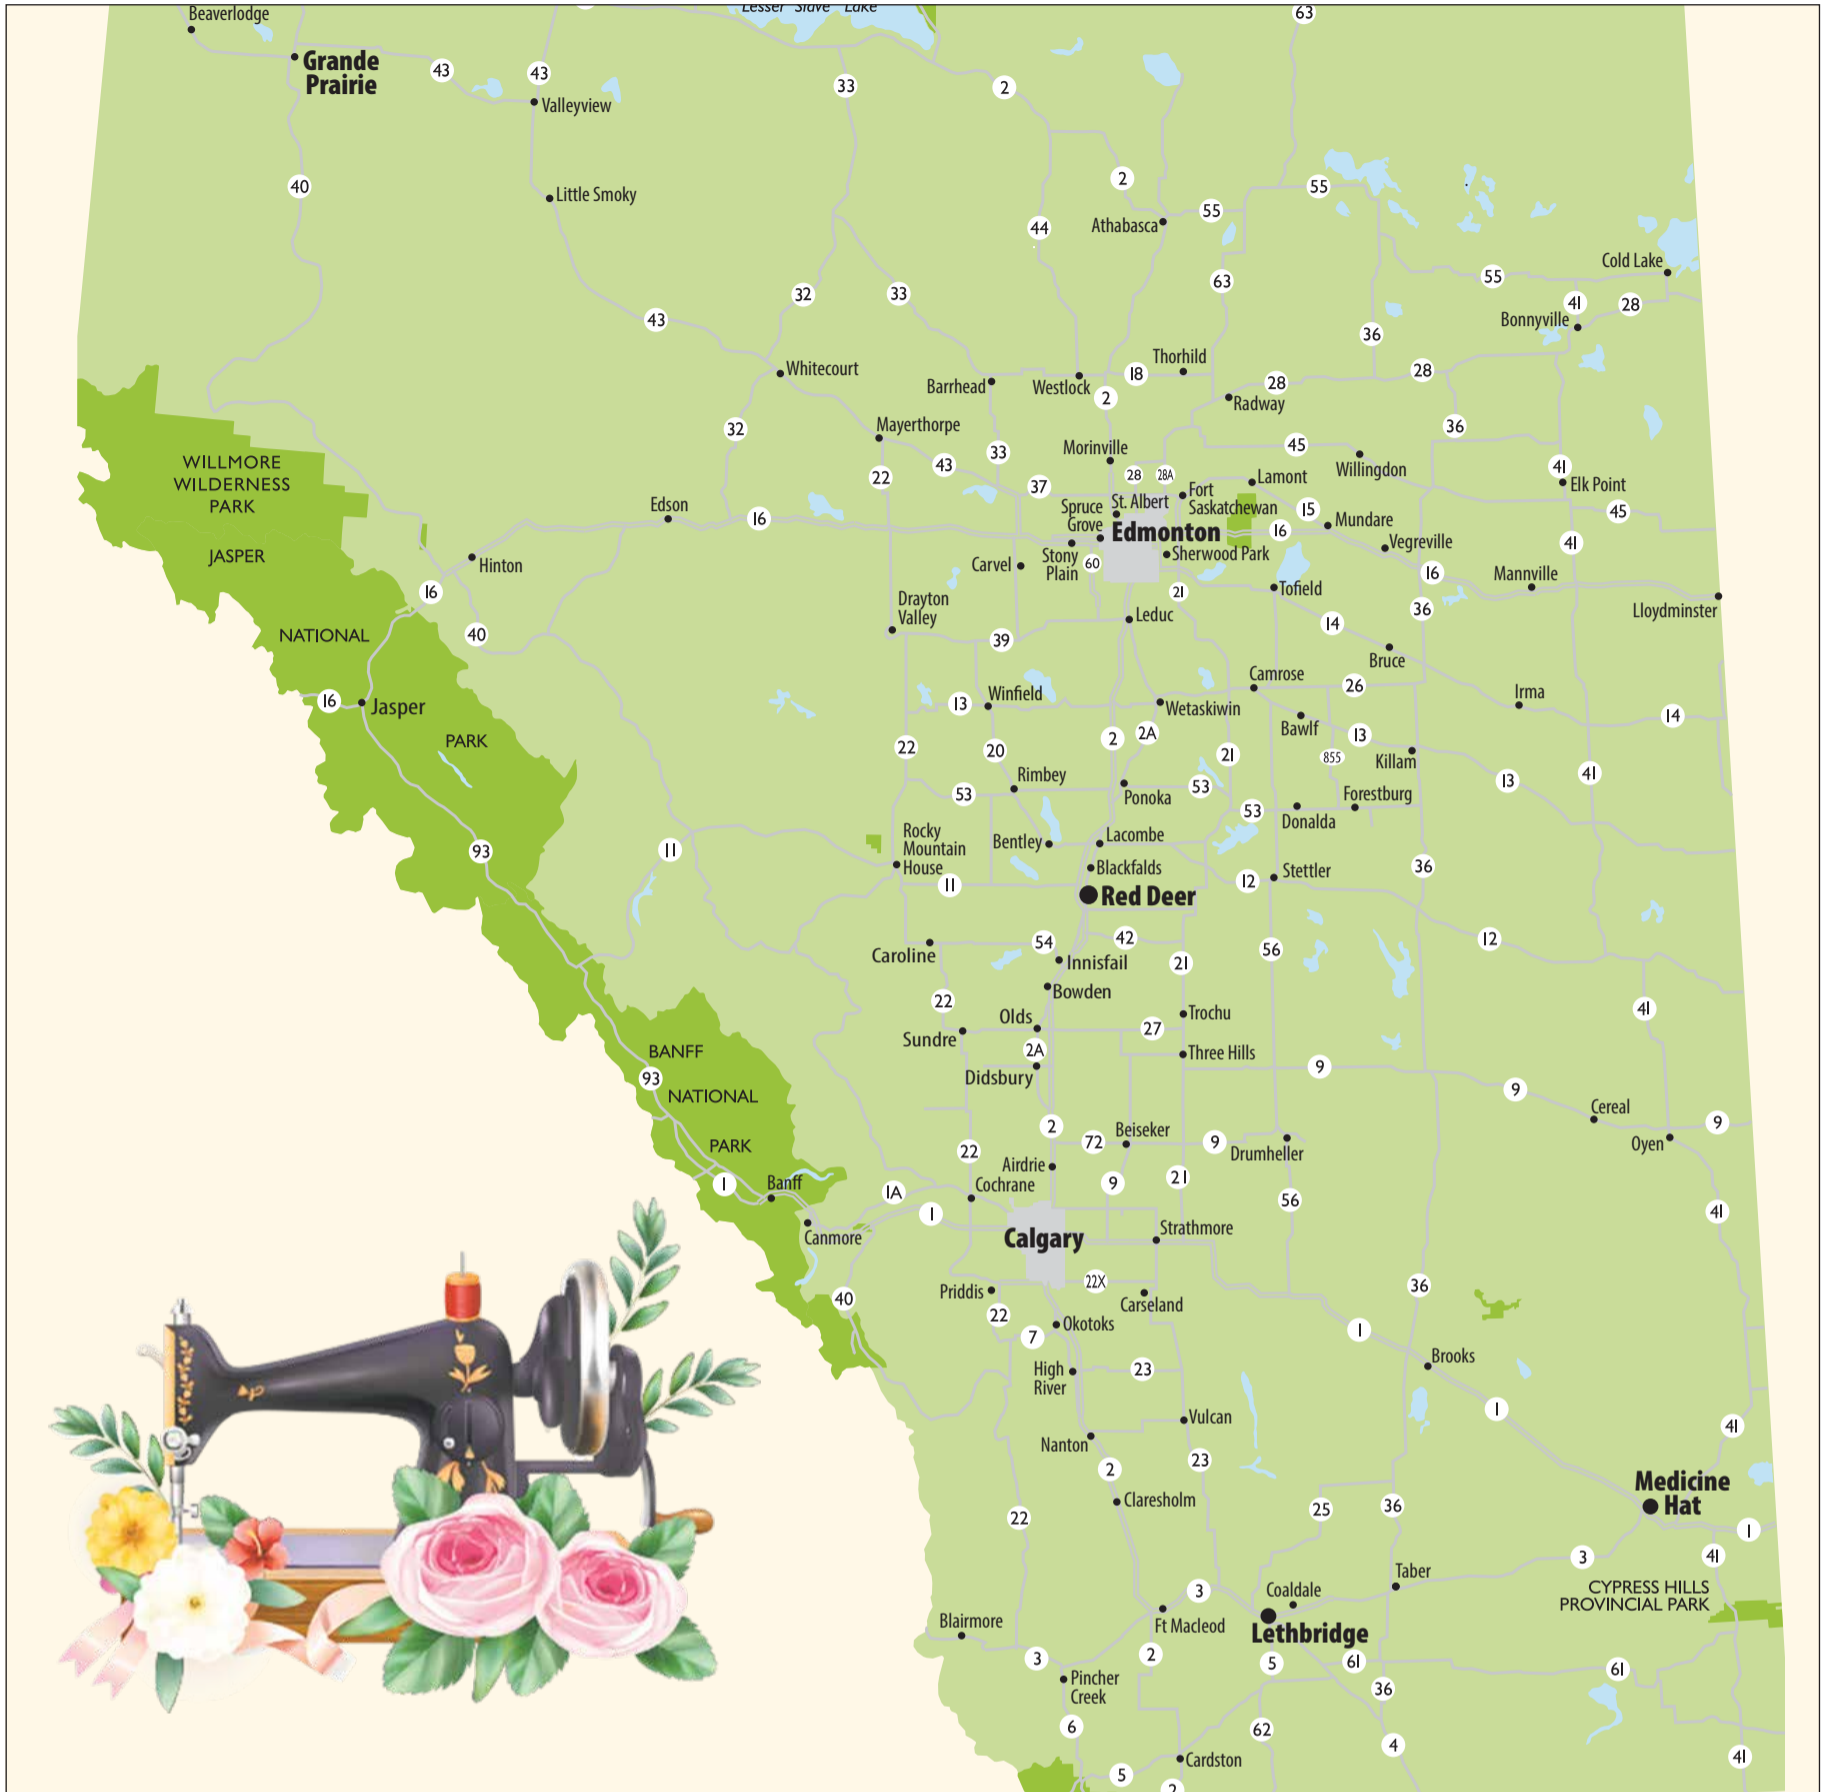 Beaverlodge
Lesser Slave Lake
63
Grande
Prairie
43
43
Valleyview
33
2
40
Little Smoky
2
55
55
44
Athabasca
Cold Lake
32
33
63
55
41
28
43
Bonnyville
36
Whitecourt
Barrhead
Westlock
18
Thorhild
28
28
2
Radway
32
Mayerthorpe
36
33
Morinville
45
Willingdon
WILLMORE
WILDERNESS
PARK
22
43
28
28A
Lamont
41
Elk Point
37
St. Albert
Fort
Saskatchewan
15
45
Edson
16
Spruce
Grove
Edmonton
16
Mundare
Vegreville
41
JASPER
Hinton
Carvel
Stony
Plain
60
Sherwood Park
16
Mannville
16
Drayton
Valley
21
Tofield
36
Lloydminster
NATIONAL
40
39
Leduc
14
Bruce
16
Jasper
13
Winfield
Camrose
26
Irma
PARK
Wetaskiwin
Bawlf
14
22
20
2
2A
21
13
855
Killam
41
13
Rimbey
53
Ponoka
53
53
Forestburg
Donalda
93
11
Rocky
Mountain
House
Bentley
Lacombe
Blackfalds
36
11
Red Deer
12
Stettler
Caroline
54
42
56
12
Innisfail
21
22
Bowden
41
Olds
Trochu
Sundre
27
BANFF
2A
Three Hills
93
Didsbury
9
9
NATIONAL
Cereal
PARK
2
Beiseker
9
22
72
9
Drumheller
Oyen
Airdrie
1
Banff
1A
Cochrane
9
21
56
41
Canmore
1
Calgary
Strathmore
40
Priddis
22X
36
Carseland
22
Okotoks
7
1
High
River
23
Brooks
1
Vulcan
Nanton
41
2
23
Medicine
Hat
Claresholm
22
25
36
1
3
41
Taber
3
Coaldale
CYPRESS HILLS
PROVINCIAL PARK
Blairmore
Ft Macleod
Lethbridge
3
2
5
61
61
Pincher
Creek
36
6
62
4
Cardston
41
5
2